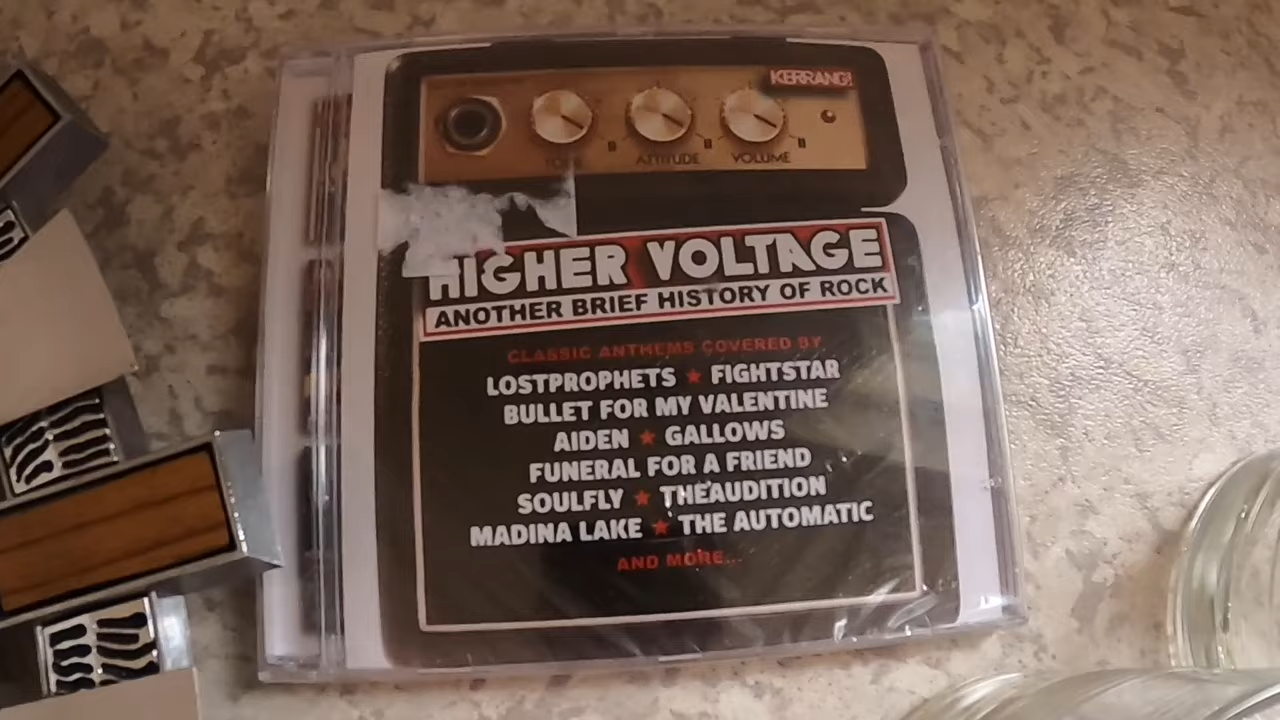 KERRANG!
TONE ATTITUDE VOLUME
HIGHER VOLTAGE
ANOTHER BRIEF HISTORY OF ROCK
CLASSIC ANTHEMS COVERED BY
LOSTPROPHETS ★ FIGHTSTAR
BULLET FOR MY VALENTINE
AIDEN ★ GALLOWS
FUNERAL FOR A FRIEND
SOULFLY ★ THEAUDITION
MADINA LAKE ★ THE AUTOMATIC
AND MORE...